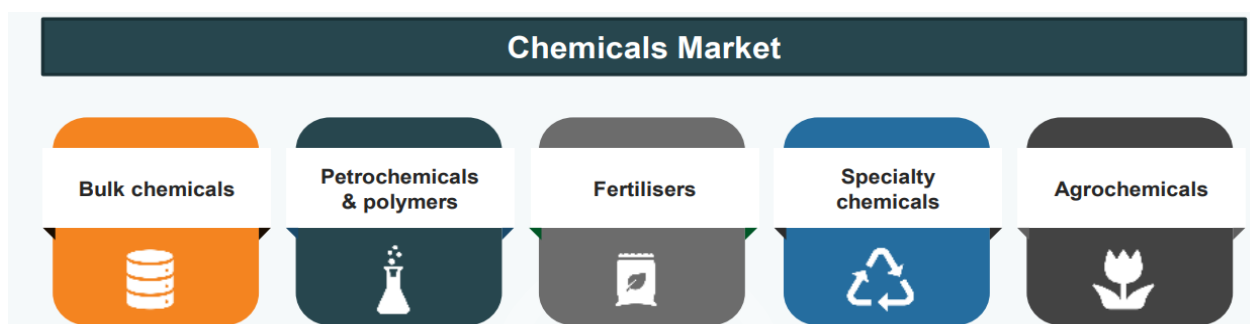 Chemicals Market
Bulk chemicals
Petrochemicals
& polymers
Fertilisers
Specialty
chemicals
Agrochemicals